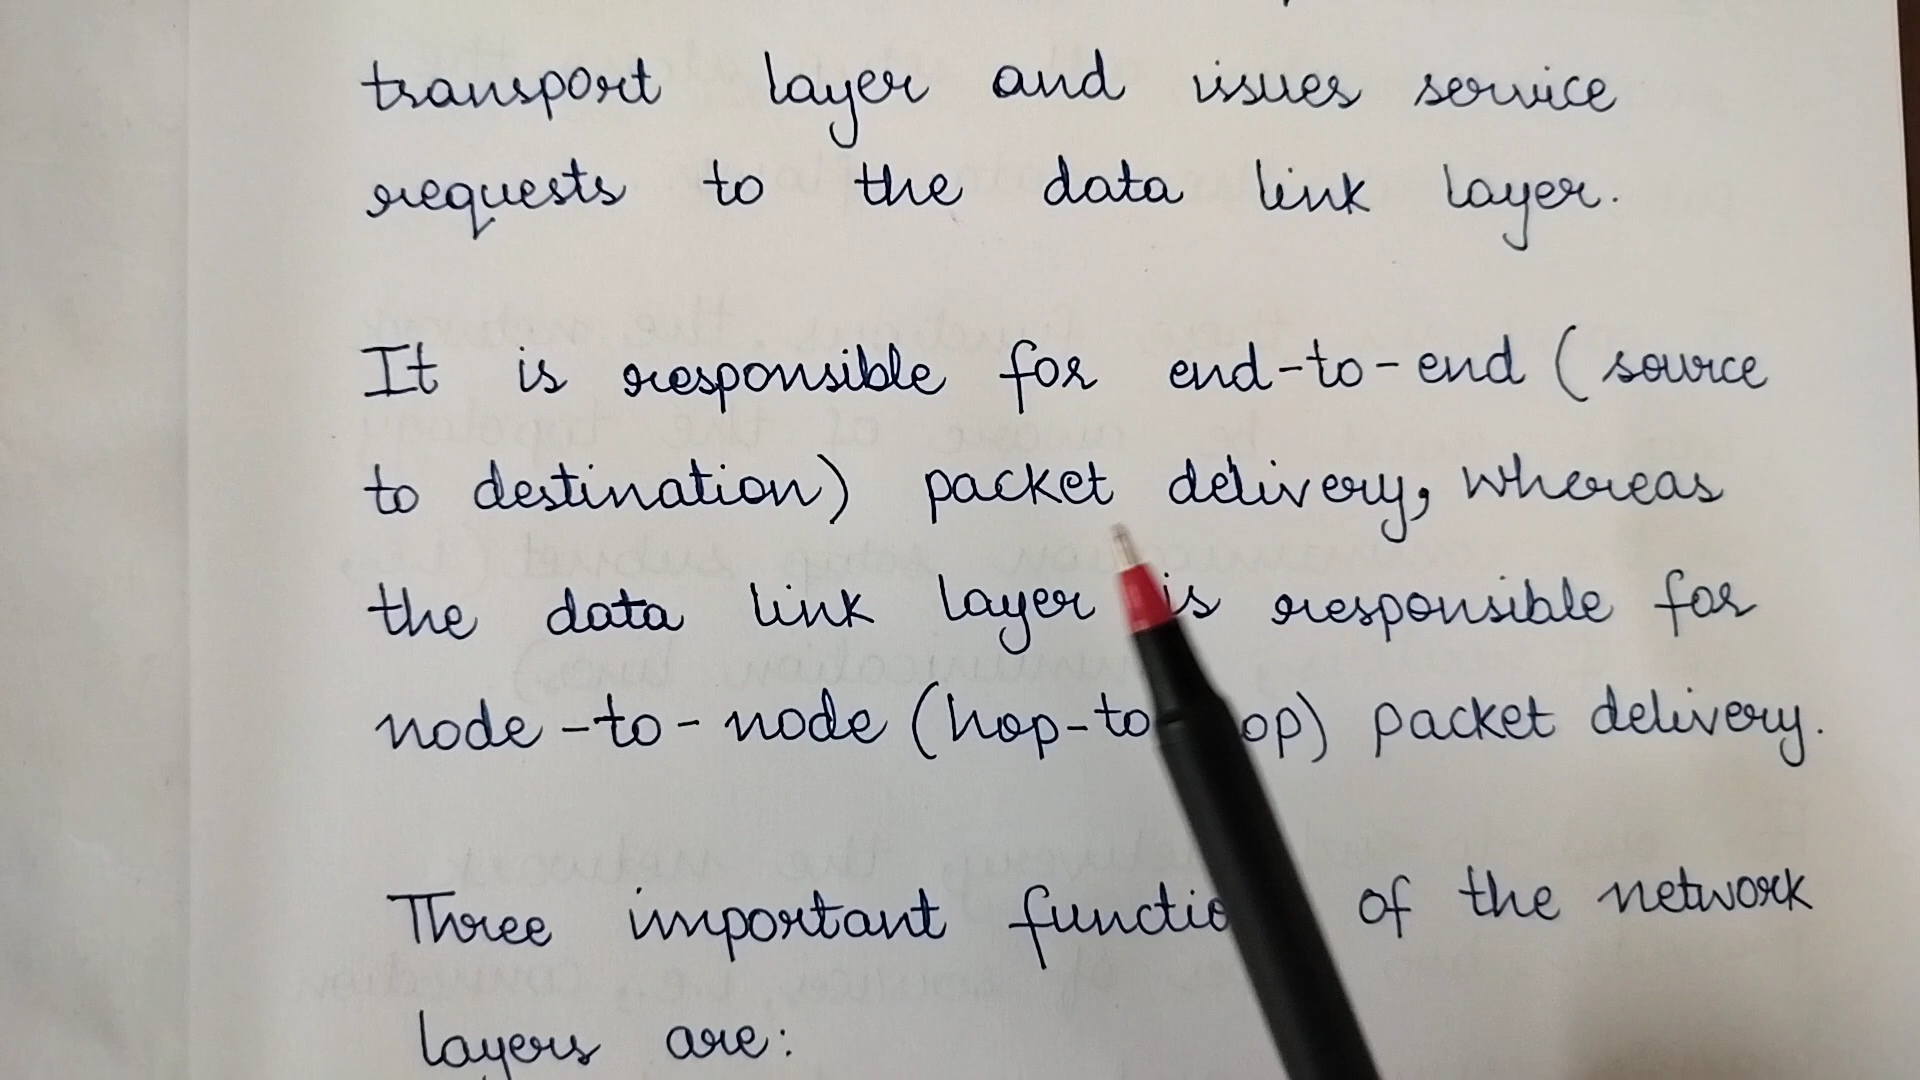 transport layer and issues service
requests to the data link layer.
It is responsible for end-to-end (source
to destination) packet delivery, whereas
the data link layer is responsible for
node-to-node (hop-to op) packet delivery.
Three important functio of the network
layers are: